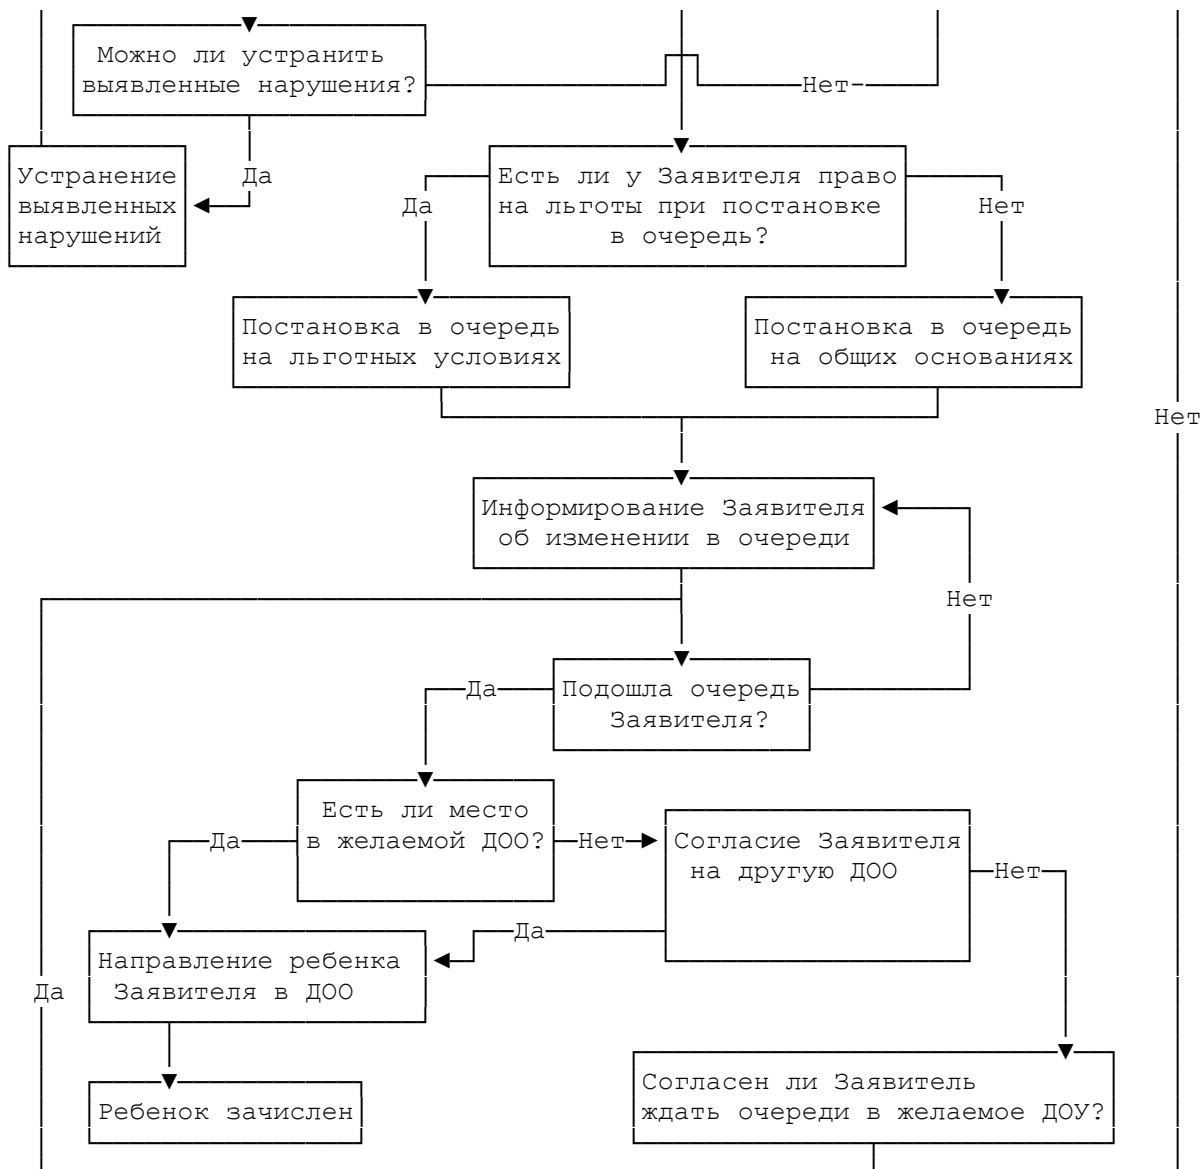 Можно ли устранить
выявленные нарушения?
Нет
Устранение
выявленных
нарушений
Да
Есть ли у Заявителя право
на льготы при постановке
в очередь?
Да
Нет
Постановка в очередь
на льготных условиях
Постановка в очередь
на общих основаниях
Нет
Информирование Заявителя
об изменении в очереди
Нет
Да
Подошла очередь
Заявителя?
Есть ли место
в желаемой ДОО?
Да
Нет
Согласие Заявителя
на другую ДОО
Нет
Да
Направление ребенка
Заявителя в ДОО
Да
Ребенок зачислен
Согласен ли Заявитель
ждать очереди в желаемое ДОУ?